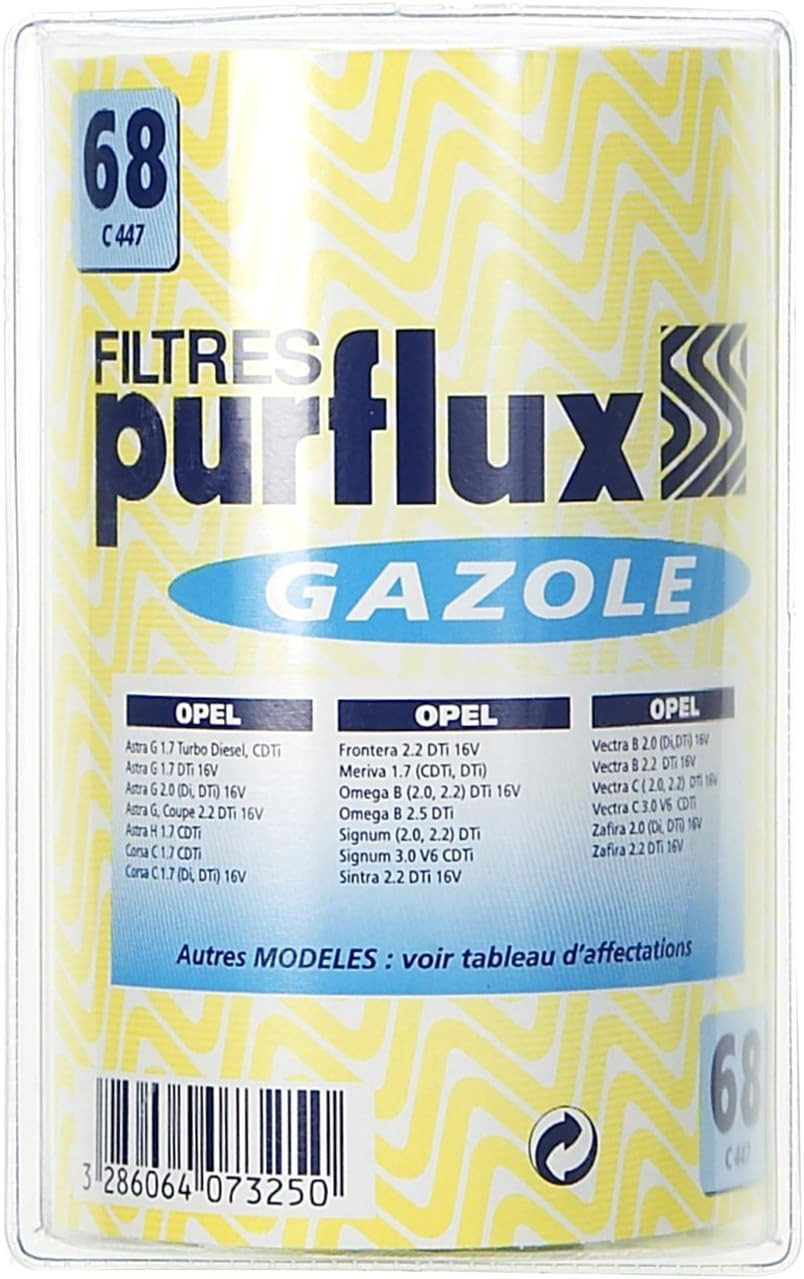 68
C 447
FILTRES
purflux
GAZOLE
OPEL
Astra G 1.7 Turbo Diesel, CDTi
Astra G 1.7 DTi 16V
Astra G 2.0 (Di, DTi) 16V
Astra G, Coupe 2.2 DTi 16V
Astra H 1.7 CDTi
Corsa C 1.7 CDTi
Corsa C 1.7 (Di, DTi) 16V
OPEL
Frontera 2.2 DTi 16V
Meriva 1.7 (CDTi, DTi)
Omega B (2.0, 2.2) DTi 16V
Omega B 2.5 DTi
Signum (2.0, 2.2) DTi
Signum 3.0 V6 CDTi
Sintra 2.2 DTi 16V
OPEL
Vectra B 2.0 (Di,DTi) 16V
Vectra B 2.2 DTi 16V
Vectra C ( 2.0, 2.2) DTi 16V
Vectra C 3.0 V6 CDTi
Zafira 2.0 (Di, DTi) 16V
Zafira 2.2 DTi 16V
Autres MODELES : voir tableau d'affectations
68
C 447
3 286064 073250